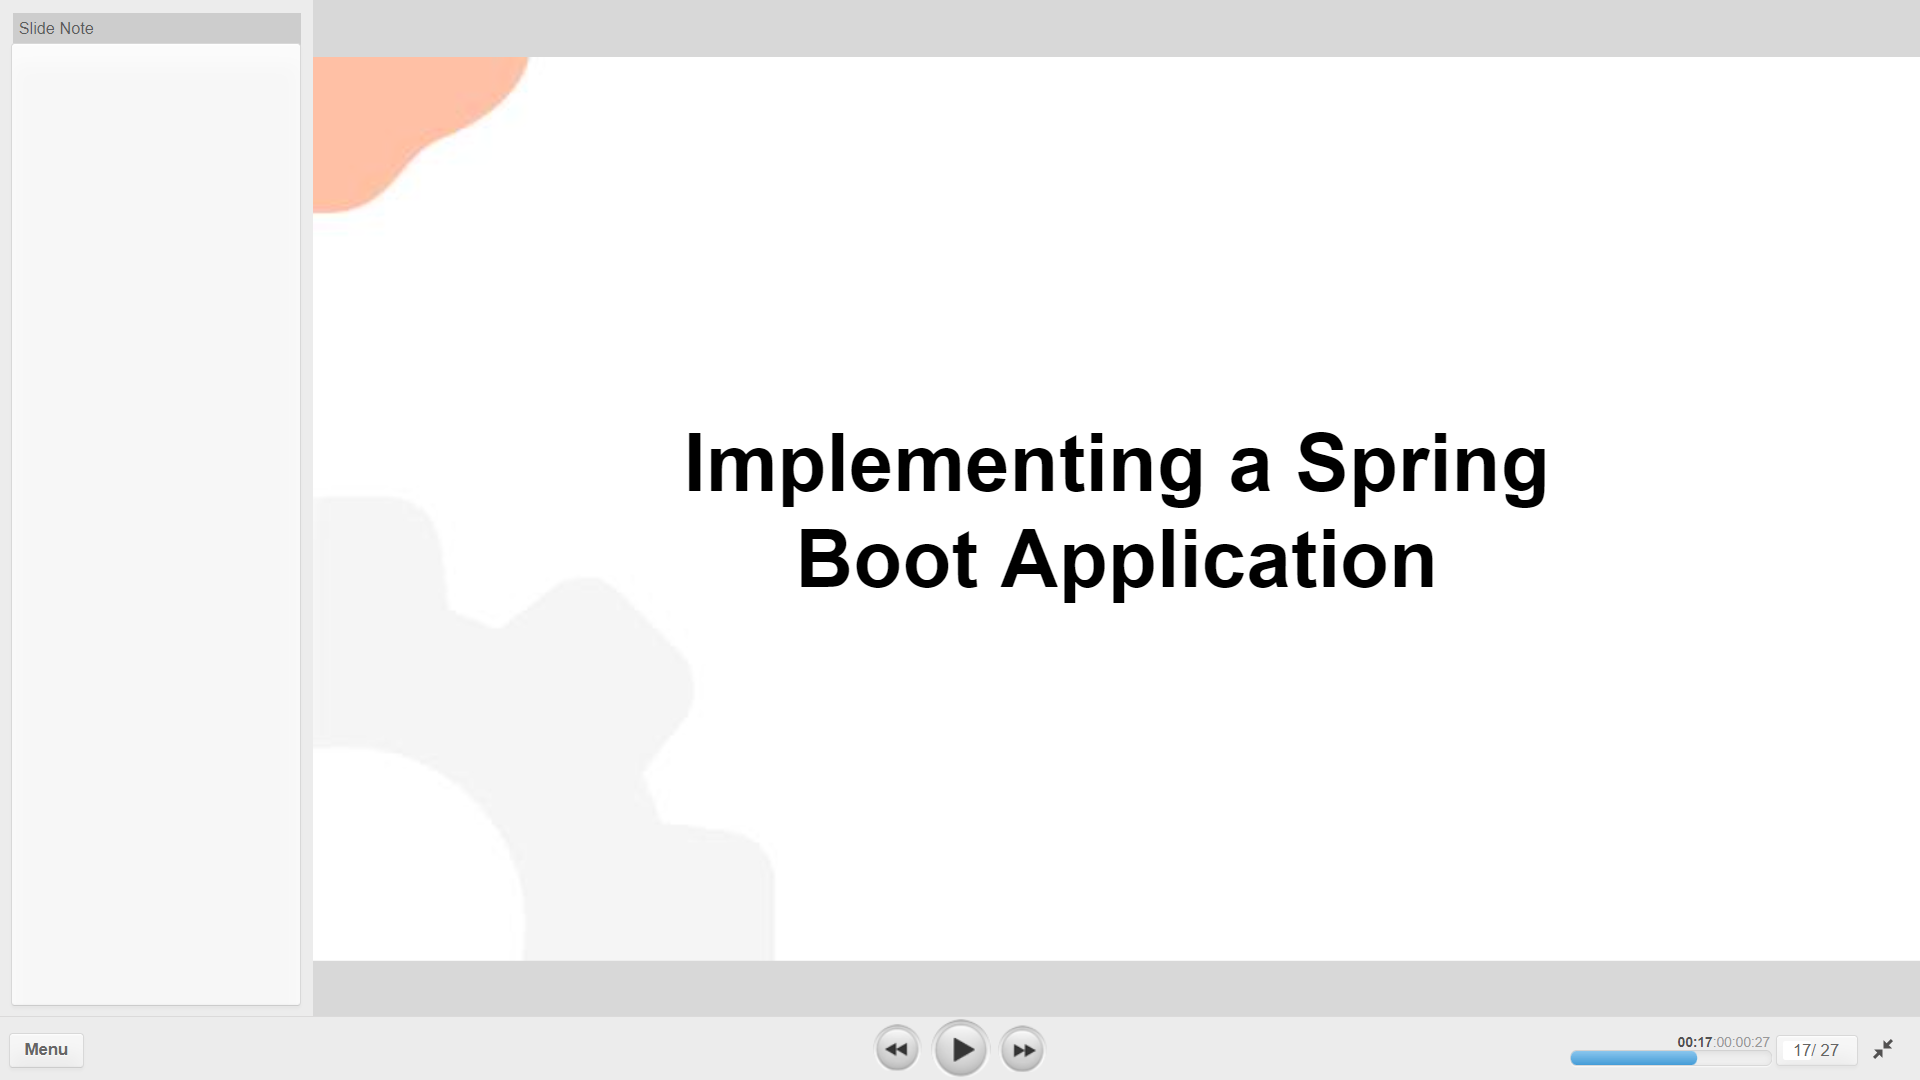 Slide Note
Implementing a Spring
Boot Application
Menu
00:17:00:00:27
17/ 27